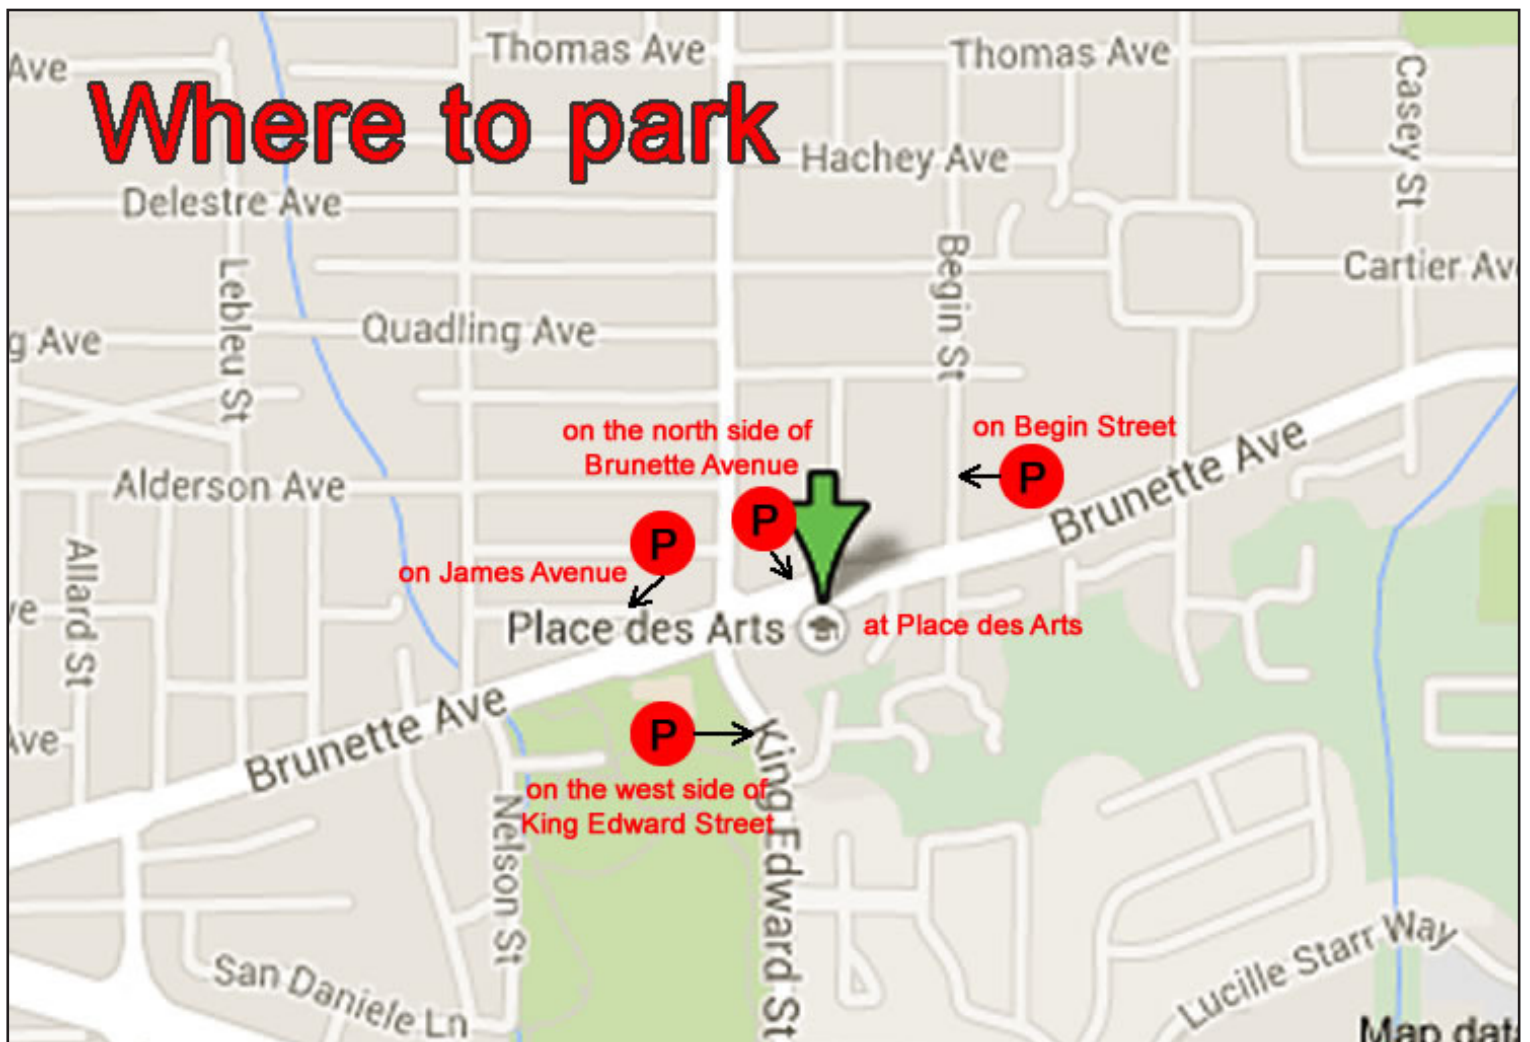 Thomas Ave
Thomas Ave
Ave
Where to park
Casey St
Hachey Ave
Delestre Ave
Begin St
Lebleu St
Cartier Av
Quadling Ave
g Ave
on the north side of
Brunette Avenue
on Begin Street
P
Brunette Ave
Alderson Ave
P
P
on James Avenue
Allard St
ve
Place des Arts
at Place des Arts
Brunette Ave
P
Ave
on the west side of
King Edward Street
King Edward St
Nelson St
San Daniele Ln
Lucille Starr Way
Map data